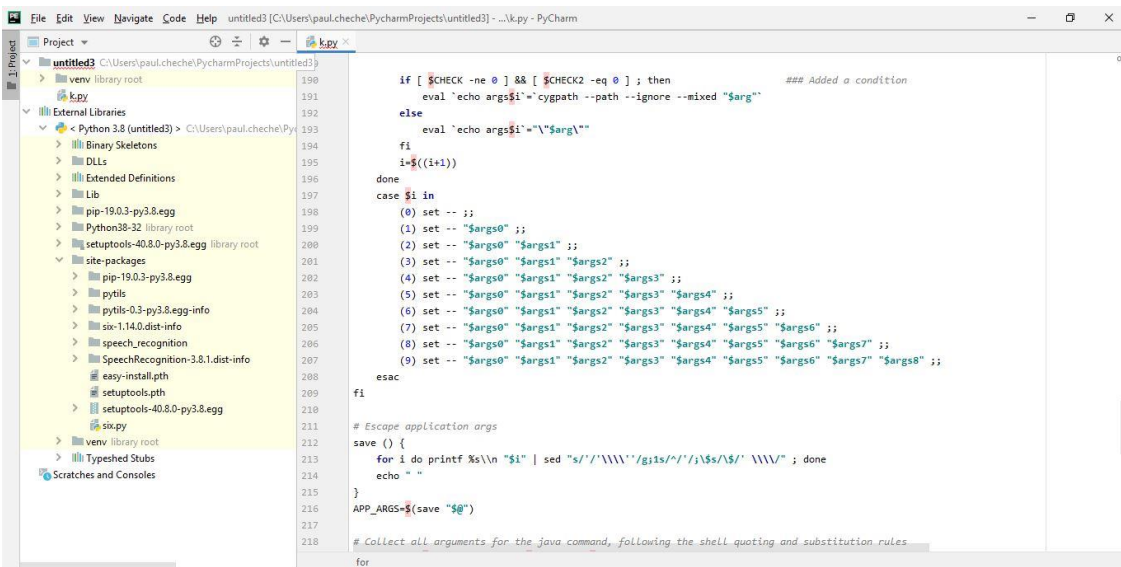 File Edit View Navigate Code Help untitled3 [C:\Users\paul.cheche\PycharmProjects\untitled3] - ...\k.py - PyCharm
1: Project
Project
k.py
untitled3 C:\Users\paul.cheche\PycharmProjects\untitled3
venv library root
k.py
External Libraries
< Python 3.8 (untitled3) > C:\Users\paul.cheche\Py
Binary Skeletons
DLLs
Extended Definitions
Lib
pip-19.0.3-py3.8.egg
Python38-32 library root
setuptools-40.8.0-py3.8.egg library root
site-packages
pip-19.0.3-py3.8.egg
pytils
pytils-0.3-py3.8.egg-info
six-1.14.0.dist-info
speech_recognition
SpeechRecognition-3.8.1.dist-info
easy-install.pth
setuptools.pth
setuptools-40.8.0-py3.8.egg
six.py
venv library root
Typeshed Stubs
Scratches and Consoles
190 if [ $CHECK -ne 0 ] && [ $CHECK2 -eq 0 ] ; then ### Added a condition
191 eval `echo args$i`=`cygpath --path --ignore --mixed "$arg"`
192 else
193 eval `echo args$i`="\"$arg\""
194 fi
195 i=$((i+1))
196 done
197 case $i in
198 (0) set -- ;;
199 (1) set -- "$args0" ;;
200 (2) set -- "$args0" "$args1" ;;
201 (3) set -- "$args0" "$args1" "$args2" ;;
202 (4) set -- "$args0" "$args1" "$args2" "$args3" ;;
203 (5) set -- "$args0" "$args1" "$args2" "$args3" "$args4" ;;
204 (6) set -- "$args0" "$args1" "$args2" "$args3" "$args4" "$args5" ;;
205 (7) set -- "$args0" "$args1" "$args2" "$args3" "$args4" "$args5" "$args6" ;;
206 (8) set -- "$args0" "$args1" "$args2" "$args3" "$args4" "$args5" "$args6" "$args7" ;;
207 (9) set -- "$args0" "$args1" "$args2" "$args3" "$args4" "$args5" "$args6" "$args7" "$args8" ;;
208 esac
209 fi
210
211 # Escape application args
212 save () {
213 for i do printf %s\\n "$i" | sed "s/'/'\\\\''/g;1s/^/'/;\$s/\$/' \\\\/" ; done
214 echo " "
215 }
216 APP_ARGS=$(save "$@")
217
218 # Collect all arguments for the java command, following the shell quoting and substitution rules
for